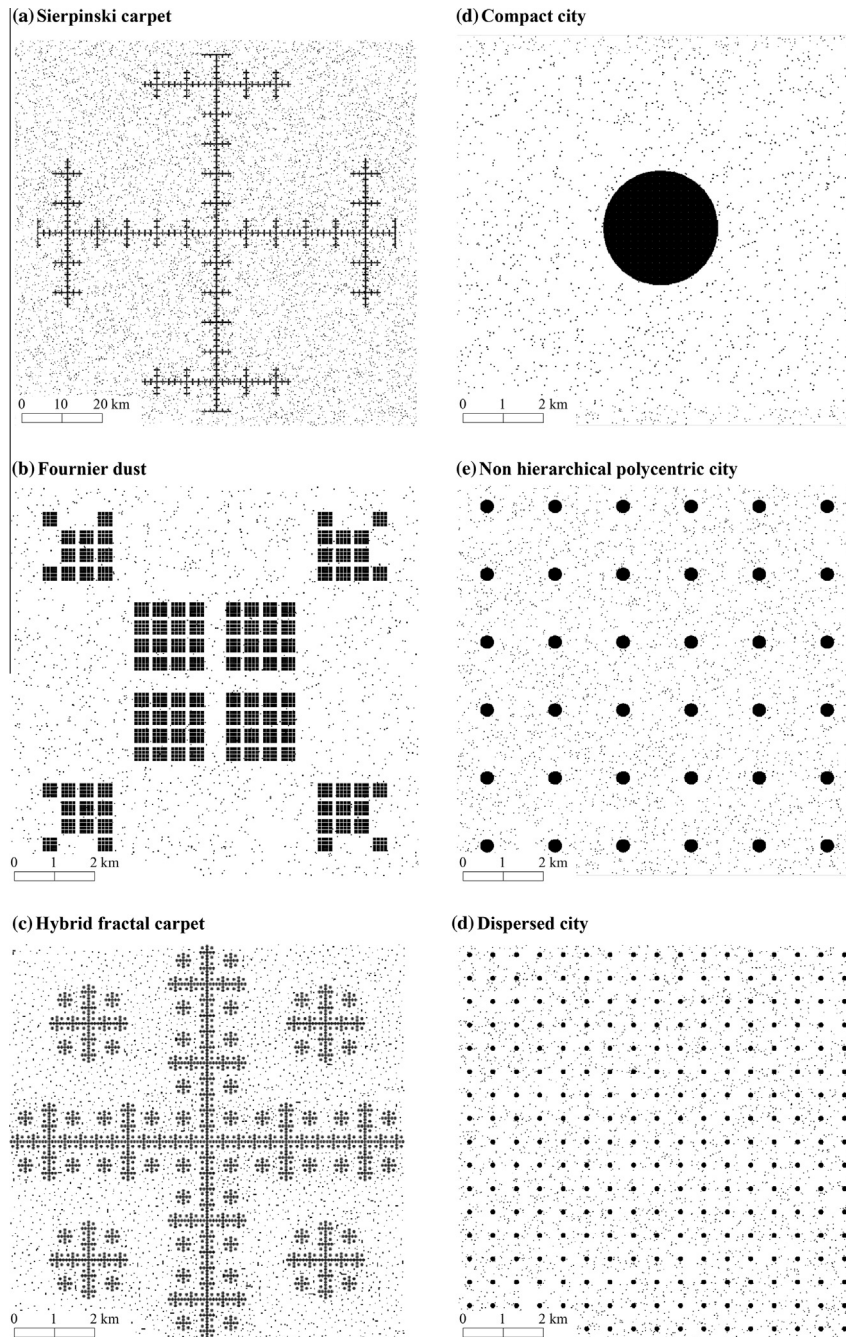 (a) Sierpinski carpet
0 10 20 km
(b) Fournier dust
0 1 2 km
(c) Hybrid fractal carpet
0 1 2 km
(d) Compact city
0 1 2 km
(e) Non hierarchical polycentric city
0 1 2 km
(d) Dispersed city
0 1 2 km